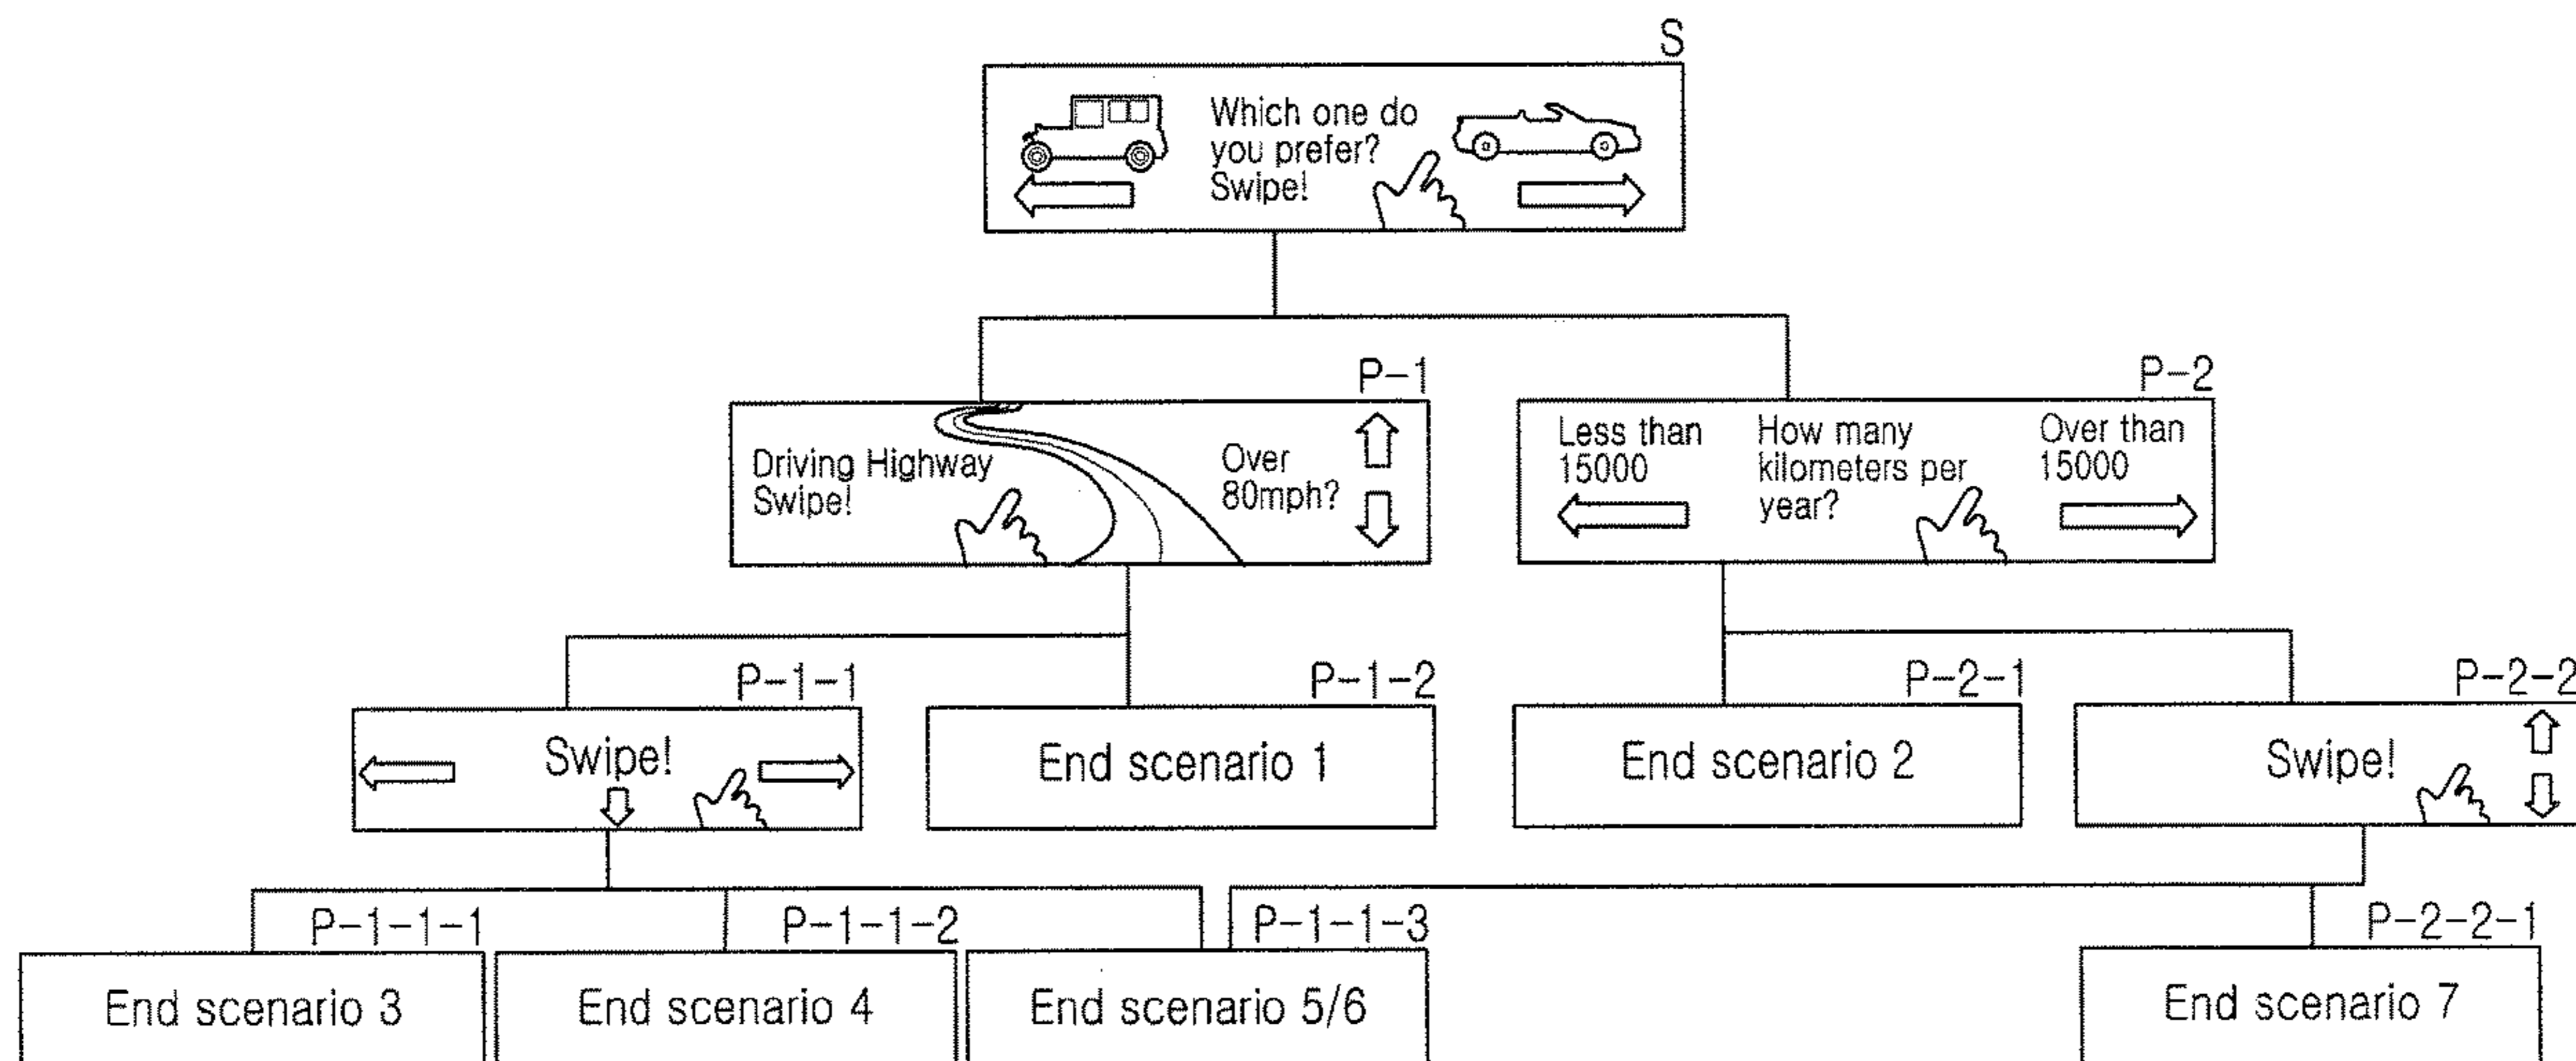 S
Which one do
you prefer?
Swipe!
P-1
Driving Highway
Swipe!
Over
80mph?
P-2
Less than
15000
How many
kilometers per
year?
Over than
15000
P-1-1
Swipe!
P-1-2
End scenario 1
P-2-1
End scenario 2
P-2-2
Swipe!
P-1-1-1
End scenario 3
P-1-1-2
End scenario 4
P-1-1-3
End scenario 5/6
P-2-2-1
End scenario 7